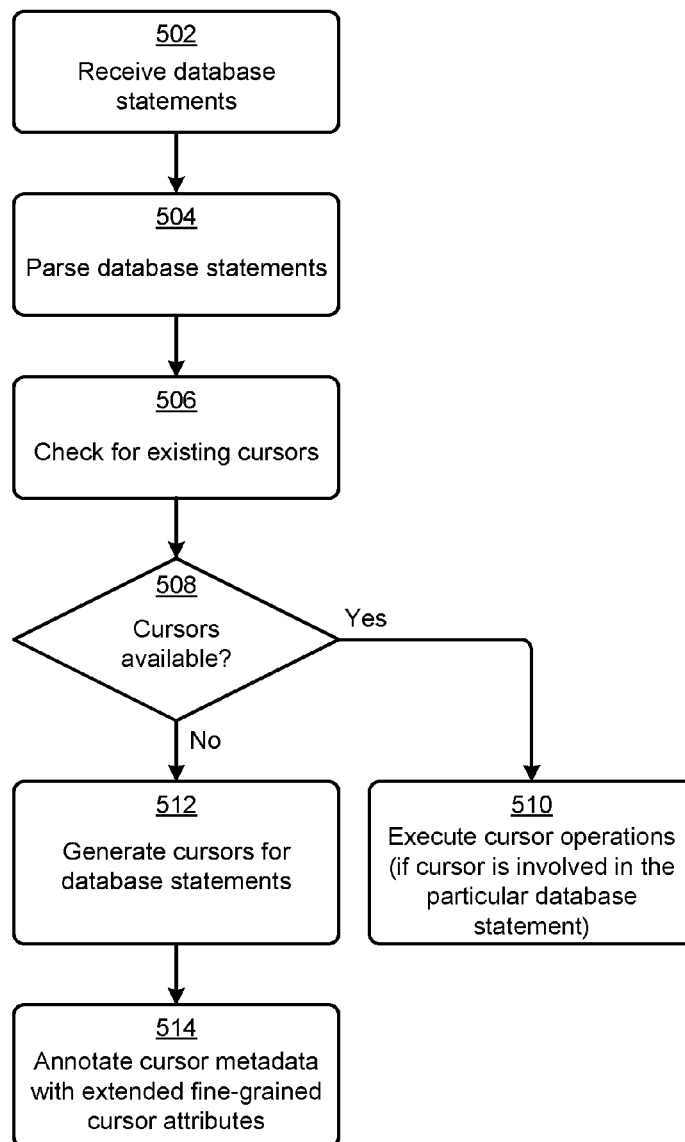 502
Receive database
statements
504
Parse database statements
506
Check for existing cursors
508
Cursors
available?
Yes
No
512
Generate cursors for
database statements
510
Execute cursor operations
(if cursor is involved in the
particular database
statement)
514
Annotate cursor metadata
with extended fine-grained
cursor attributes